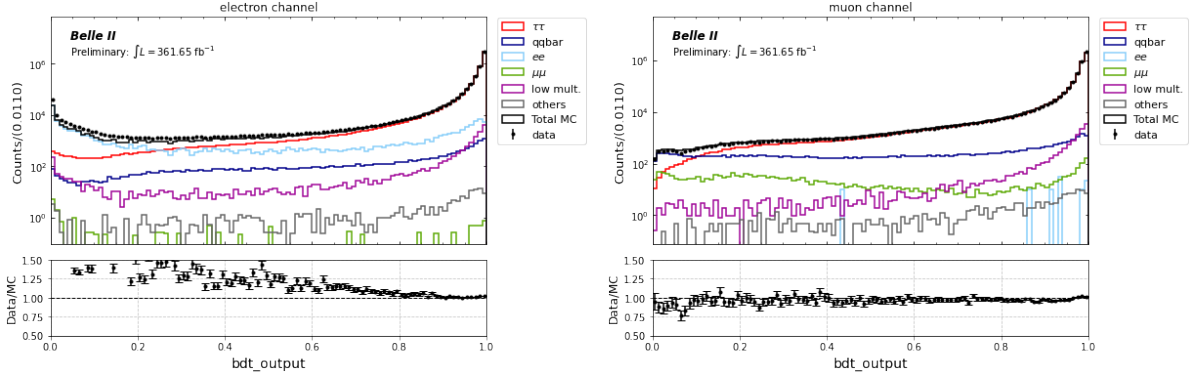 electron channel
Belle II
Preliminary: ∫L = 361.65 fb⁻¹
Counts/(0.0110)
10⁶
10⁴
10²
10⁰
ττ
qqbar
ee
μμ
low mult.
others
Total MC
data
Data/MC
1.50
1.25
1.00
0.75
0.50
0.0 0.2 0.4 0.6 0.8 1.0
bdt_output
muon channel
Belle II
Preliminary: ∫L = 361.65 fb⁻¹
Counts/(0.0110)
10⁶
10⁴
10²
10⁰
ττ
qqbar
ee
μμ
low mult.
others
Total MC
data
Data/MC
1.50
1.25
1.00
0.75
0.50
0.0 0.2 0.4 0.6 0.8 1.0
bdt_output